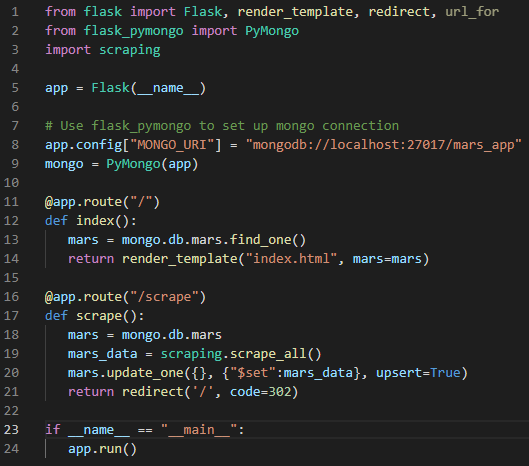 1 from flask import Flask, render_template, redirect, url_for
2 from flask_pymongo import PyMongo
3 import scraping
4
5 app = Flask(__name__)
6
7 # Use flask_pymongo to set up mongo connection
8 app.config["MONGO_URI"] = "mongodb://localhost:27017/mars_app"
9 mongo = PyMongo(app)
10
11 @app.route("/")
12 def index():
13    mars = mongo.db.mars.find_one()
14    return render_template("index.html", mars=mars)
15
16 @app.route("/scrape")
17 def scrape():
18    mars = mongo.db.mars
19    mars_data = scraping.scrape_all()
20    mars.update_one({}, {"$set":mars_data}, upsert=True)
21    return redirect('/', code=302)
22
23 if __name__ == "__main__":
24    app.run()